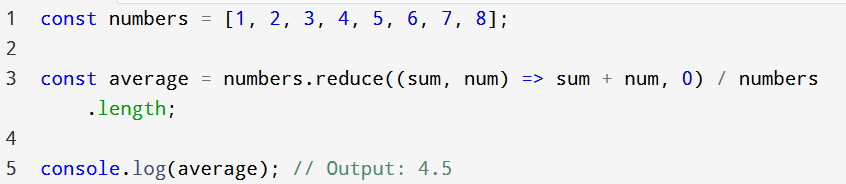 1 const numbers = [1, 2, 3, 4, 5, 6, 7, 8];
2
3 const average = numbers.reduce((sum, num) => sum + num, 0) / numbers
.length;
4
5 console.log(average); // Output: 4.5